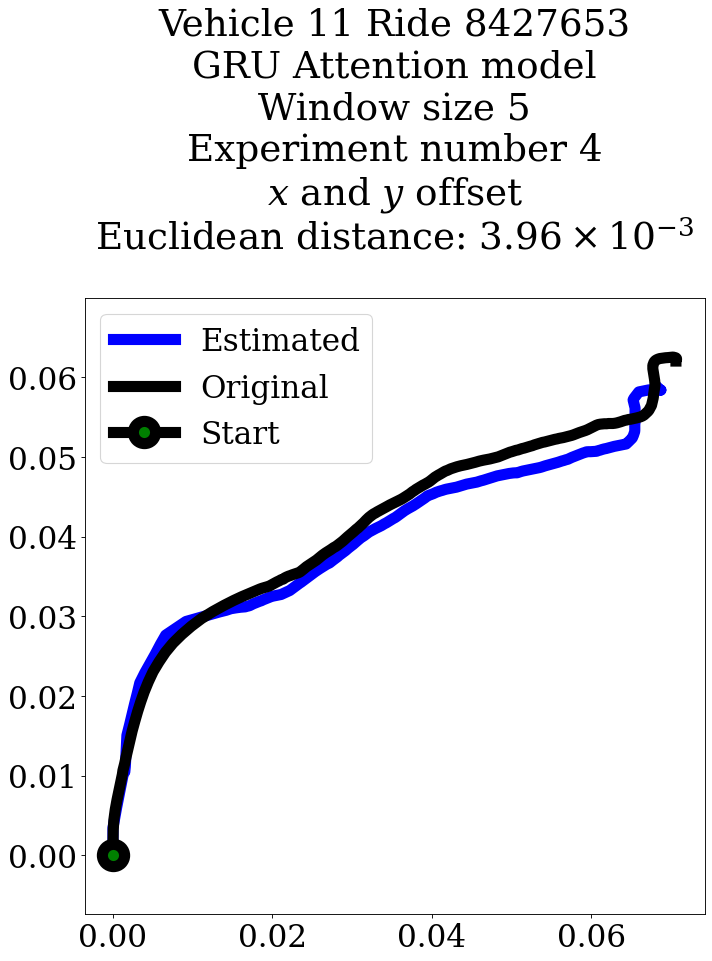 Vehicle 11 Ride 8427653
GRU Attention model
Window size 5
Experiment number 4
x and y offset
Euclidean distance: 3.96 × 10⁻³
Estimated
Original
Start
0.06
0.05
0.04
0.03
0.02
0.01
0.00
0.00 0.02 0.04 0.06